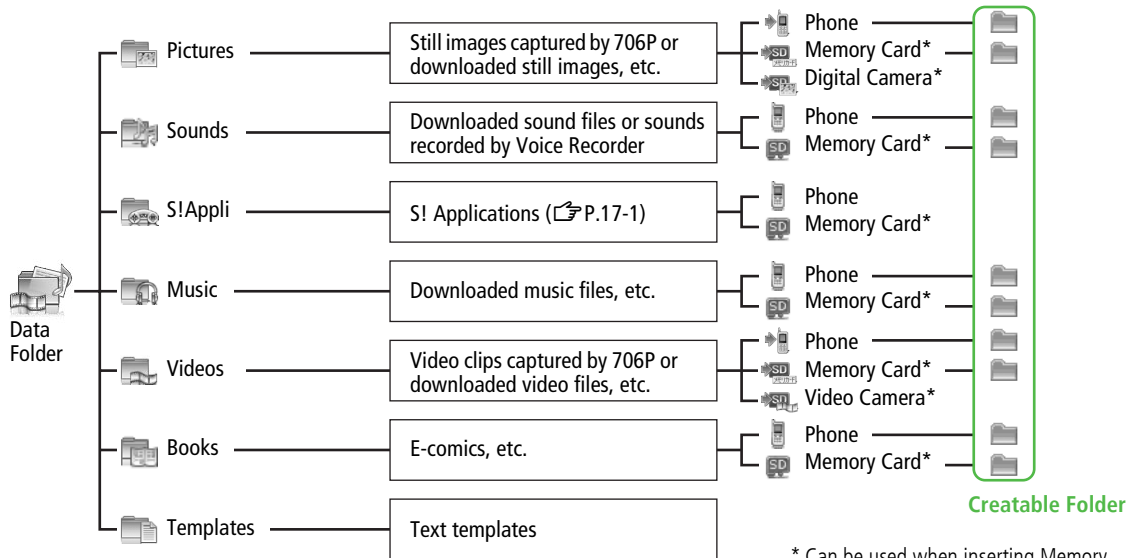 Data
Folder
Pictures
Still images captured by 706P or
downloaded still images, etc.
Phone
Memory Card*
Digital Camera*
Sounds
Downloaded sound files or sounds
recorded by Voice Recorder
Phone
Memory Card*
S!Appli
S! Applications (☞P.17-1)
Phone
Memory Card*
Music
Downloaded music files, etc.
Phone
Memory Card*
Videos
Video clips captured by 706P or
downloaded video files, etc.
Phone
Memory Card*
Video Camera*
Books
E-comics, etc.
Phone
Memory Card*
Templates
Text templates
Creatable Folder
* Can be used when inserting Memory